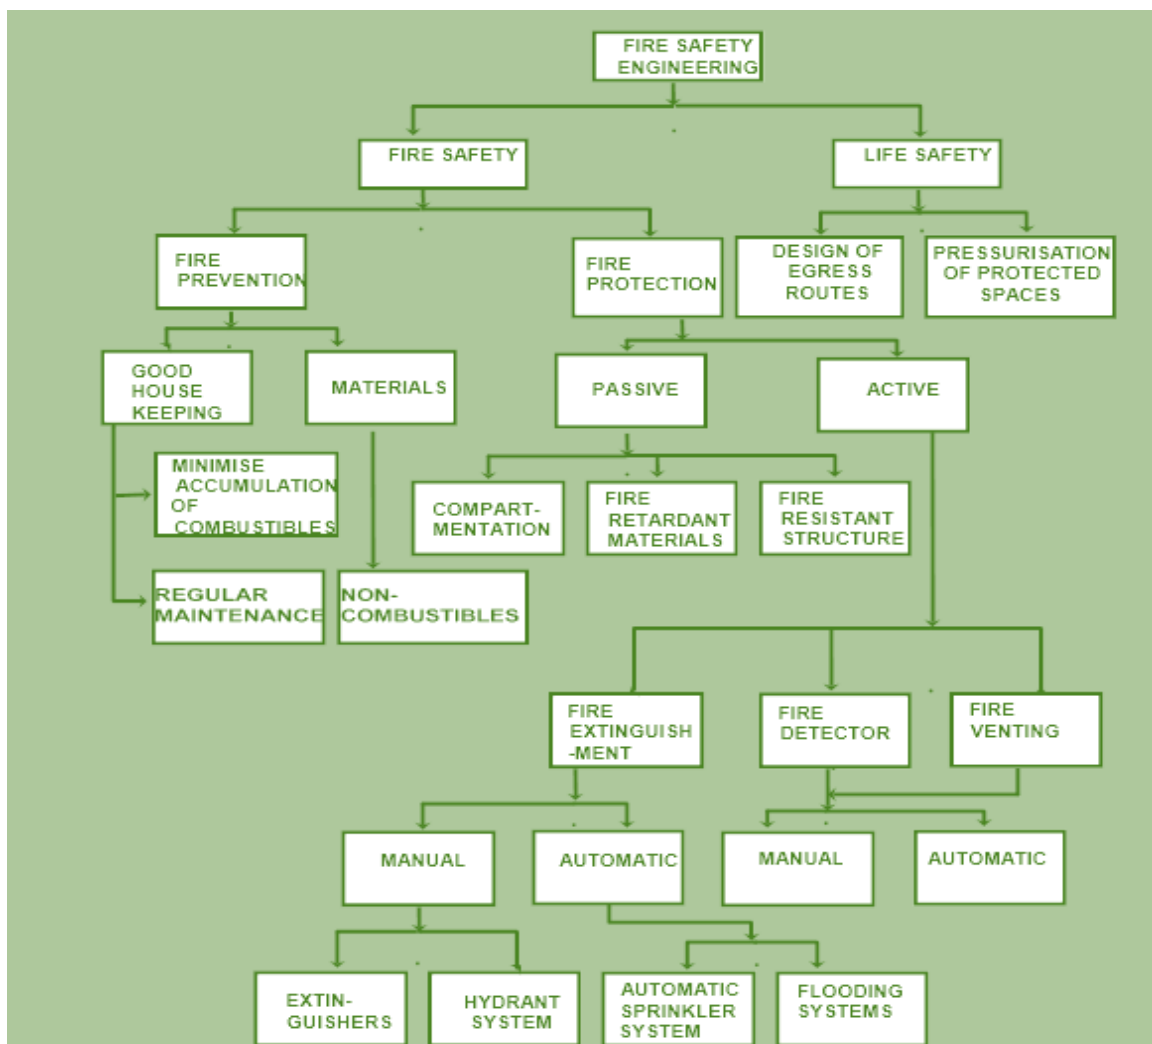 FIRE SAFETY
ENGINEERING
FIRE SAFETY
LIFE SAFETY
FIRE
PREVENTION
FIRE
PROTECTION
DESIGN OF
EGRESS
ROUTES
PRESSURISATION
OF PROTECTED
SPACES
GOOD
HOUSE
KEEPING
MATERIALS
PASSIVE
ACTIVE
MINIMISE
ACCUMULATION
OF
COMBUSTIBLES
COMPART-
MENTATION
FIRE
RETARDANT
MATERIALS
FIRE
RESISTANT
STRUCTURE
REGULAR
MAINTENANCE
NON-
COMBUSTIBLES
FIRE
EXTINGUISH
-MENT
FIRE
DETECTOR
FIRE
VENTING
MANUAL
AUTOMATIC
MANUAL
AUTOMATIC
EXTIN-
GUISHERS
HYDRANT
SYSTEM
AUTOMATIC
SPRINKLER
SYSTEM
FLOODING
SYSTEMS